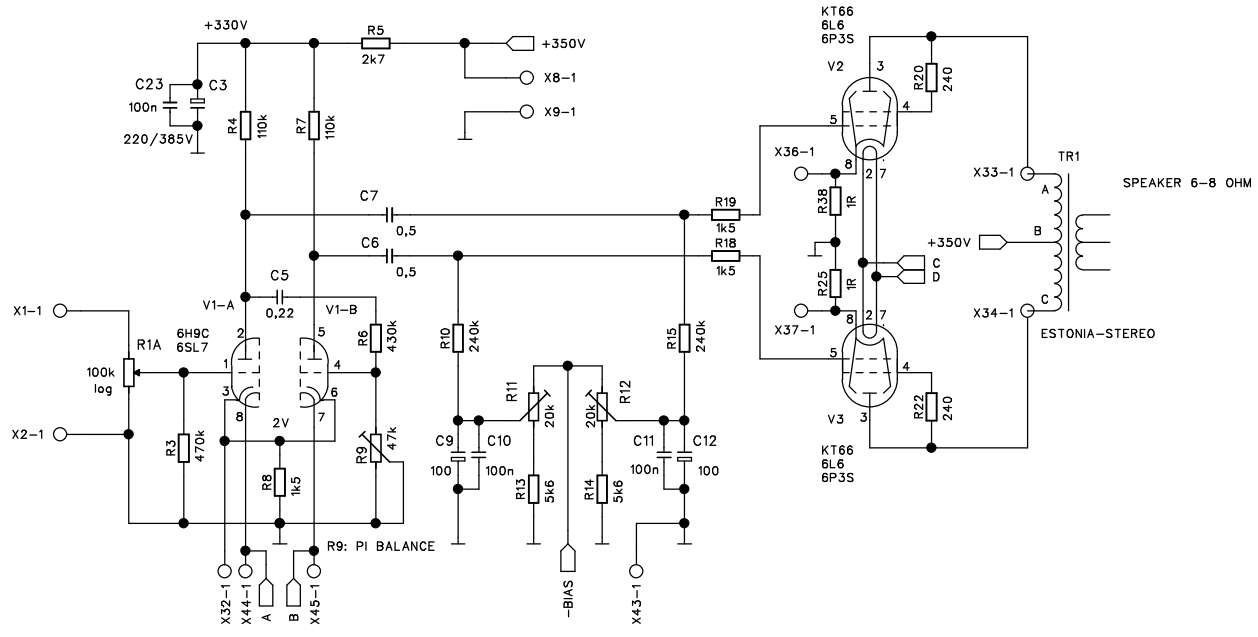 KT66
6L6
6P3S
+330V
R5
2k7
+350V
X8-1
X9-1
C23
C3
100n
220/385V
R4
110k
R7
110k
V2
3
R20
240
4
5
8
2
7
X36-1
R38
1R
TR1
X33-1
A
SPEAKER 6-8 OHM
C7
0,5
R19
1k5
C6
0,5
R18
1k5
+350V
B
C
D
R25
1R
X37-1
C
X34-1
ESTONIA-STEREO
C5
0,22
V1-A
V1-B
X1-1
6H9C
6SL7
R1A
100k
log
2
1
3
8
5
4
6
7
R6
430k
R10
240k
R15
240k
8
2
7
5
4
3
V3
R22
240
KT66
6L6
6P3S
X2-1
R3
470k
2V
R8
1k5
R9
47k
R11
20k
R12
20k
C9
100
C10
100n
R13
5k6
R14
5k6
C11
100n
C12
100
R9: PI BALANCE
X32-1
X44-1
A
B
X45-1
-BIAS
X43-1